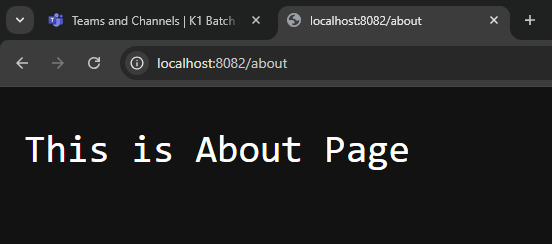 Teams and Channels | K1 Batch
localhost:8082/about
localhost:8082/about
This is About Page